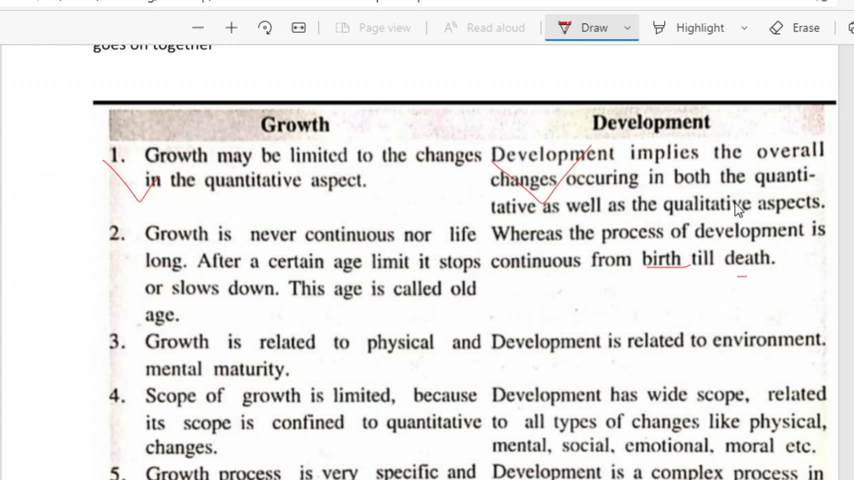 Page view
Read aloud
Draw
Highlight
Erase
goes on together
Growth
Development
1. Growth may be limited to the changes
in the quantitative aspect.
Development implies the overall
changes occuring in both the quanti-
tative as well as the qualitative aspects.
2. Growth is never continuous nor life
long. After a certain age limit it stops
or slows down. This age is called old
age.
Whereas the process of development is
continuous from birth till death.
3. Growth is related to physical and
mental maturity.
Development is related to environment.
4. Scope of growth is limited, because
its scope is confined to quantitative
changes.
Development has wide scope, related
to all types of changes like physical,
mental, social, emotional, moral etc.
5. Growth process is very specific and
Development is a complex process in